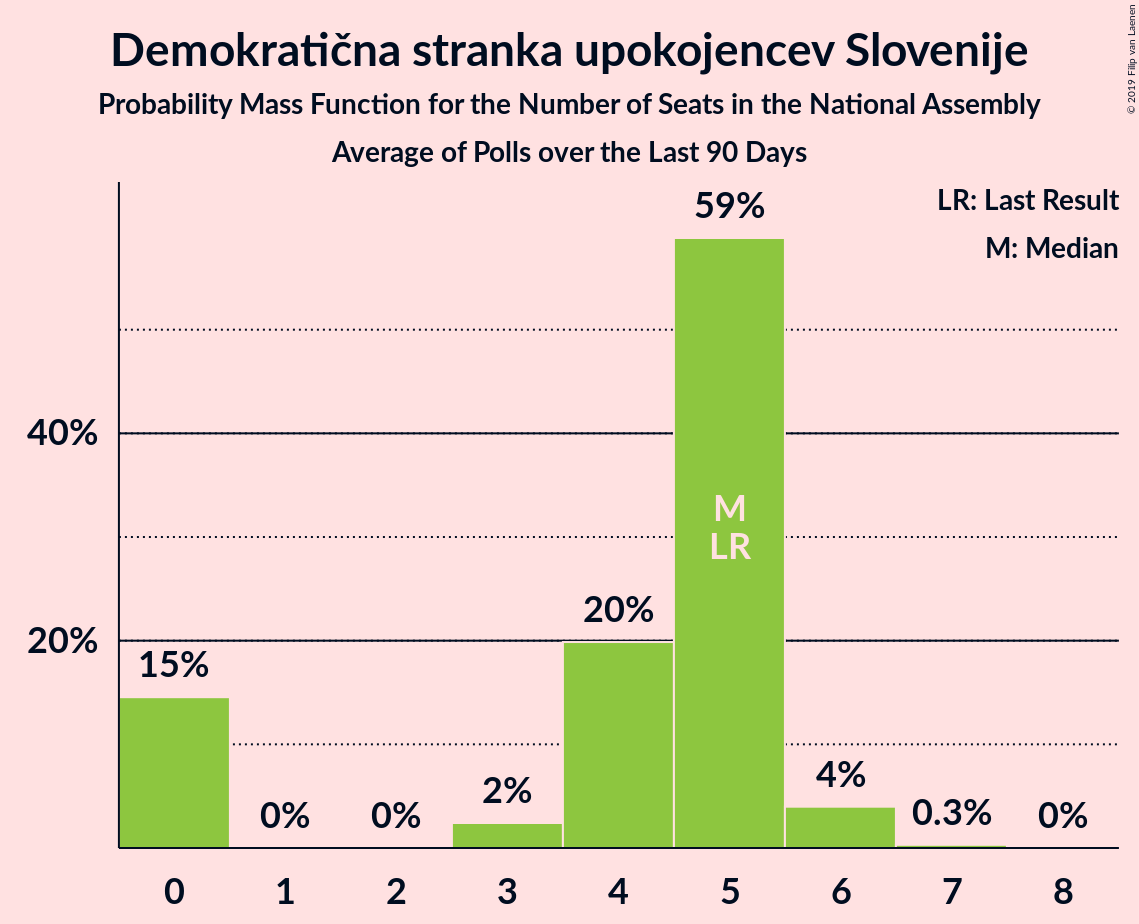 Demokratična stranka upokojencev Slovenije
Probability Mass Function for the Number of Seats in the National Assembly
Average of Polls over the Last 90 Days
© 2019 Filip van Laenen
LR: Last Result
M: Median
59%
40%
M
LR
20%
20%
15%
0%
0%
2%
4%
0.3%
0%
0 1 2 3 4 5 6 7 8